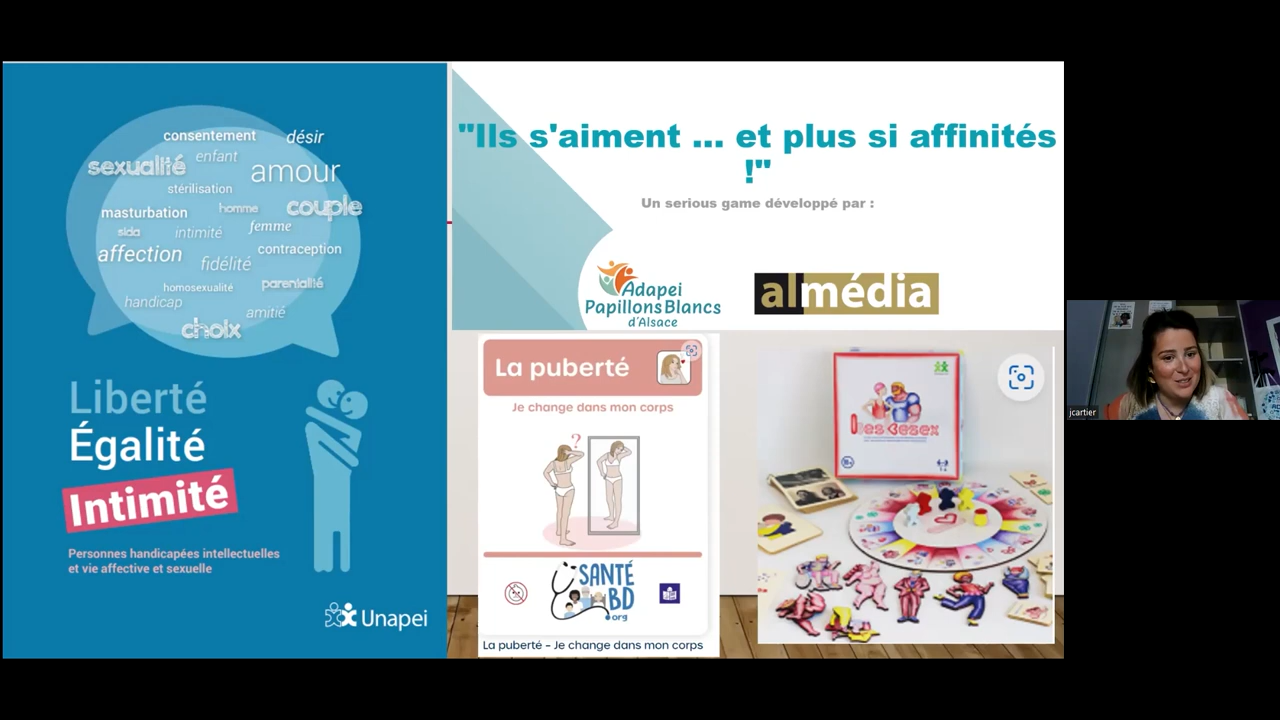 consentement
désir
sexualité
enfant
amour
stérilisation
masturbation
homme
couple
sida
intimité
femme
affection
fidélité
contraception
homosexualité
parentalité
handicap
amitié
choix
Liberté
Égalité
Intimité
Personnes handicapées intellectuelles
et vie affective et sexuelle
Unapei
"Ils s'aiment ... et plus si affinités
!"
Un serious game développé par :
Adapei
Papillons Blancs
d'Alsace
almédia
La puberté
Je change dans mon corps
?
SANTÉ
BD
.org
La puberté – Je change dans mon corps
jcartier